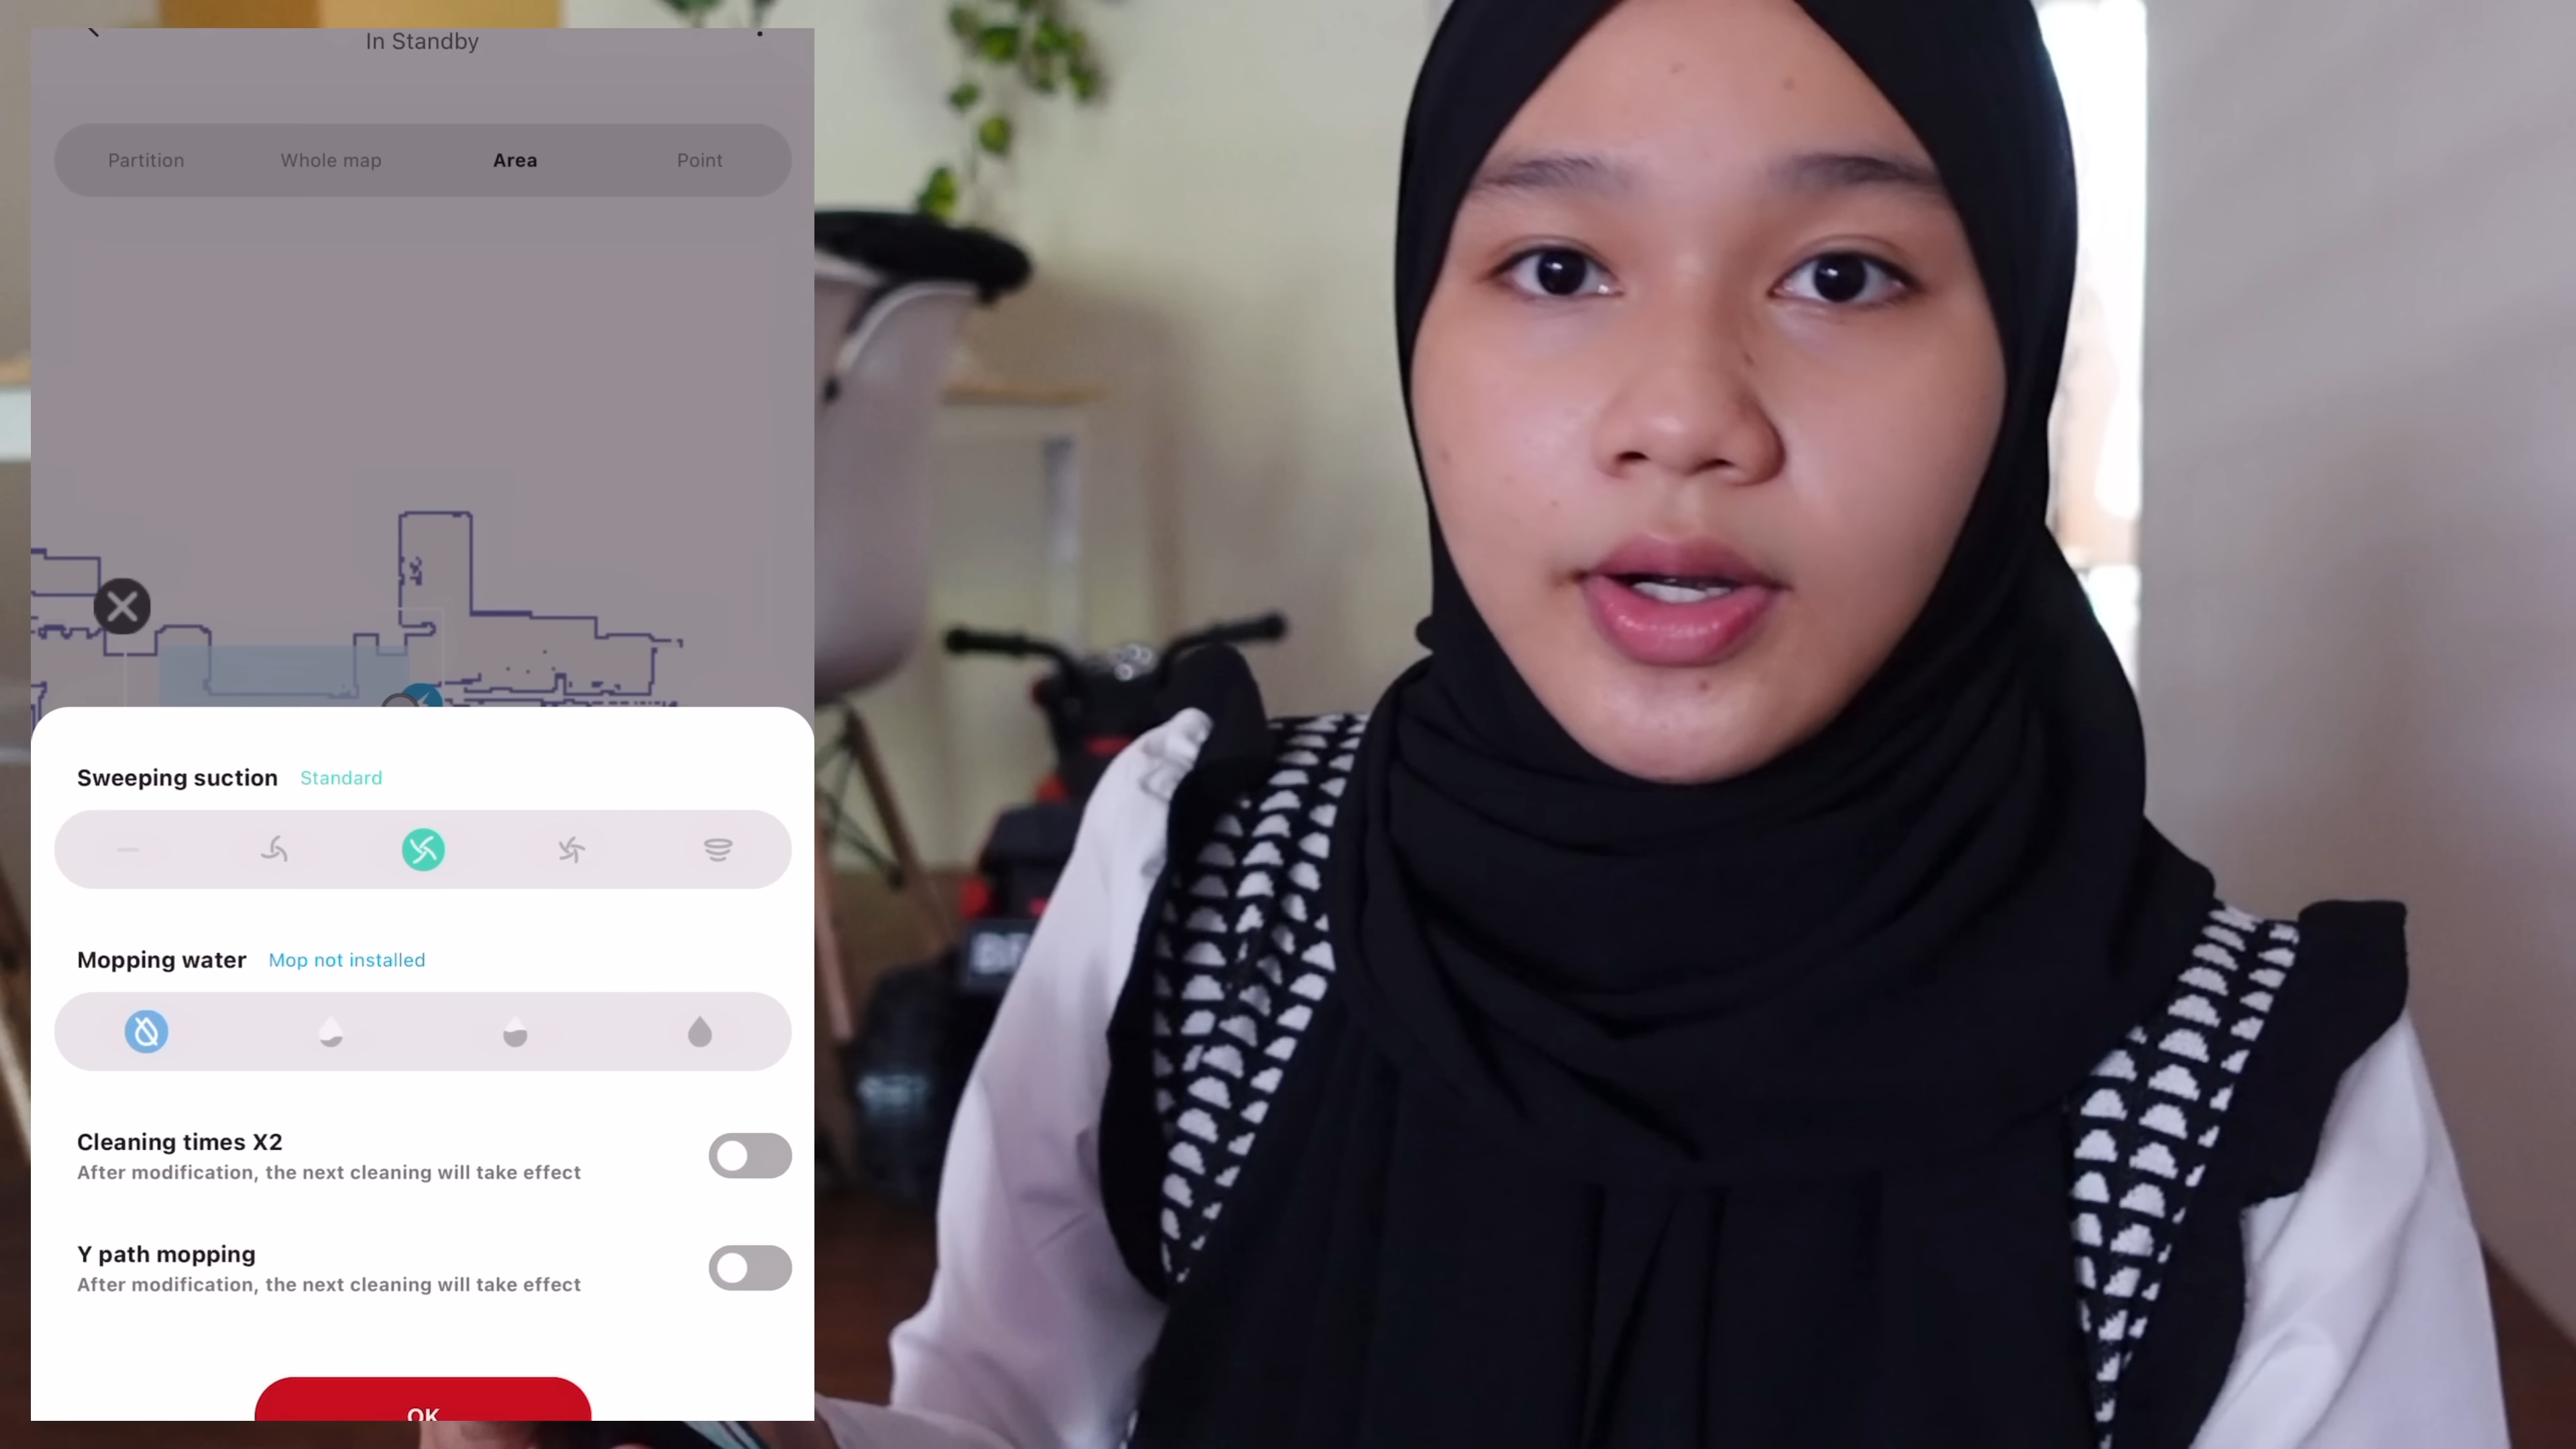 In Standby
Partition Whole map Area Point
Sweeping suction Standard
Mopping water Mop not installed
Cleaning times X2
After modification, the next cleaning will take effect
Y path mopping
After modification, the next cleaning will take effect
OK